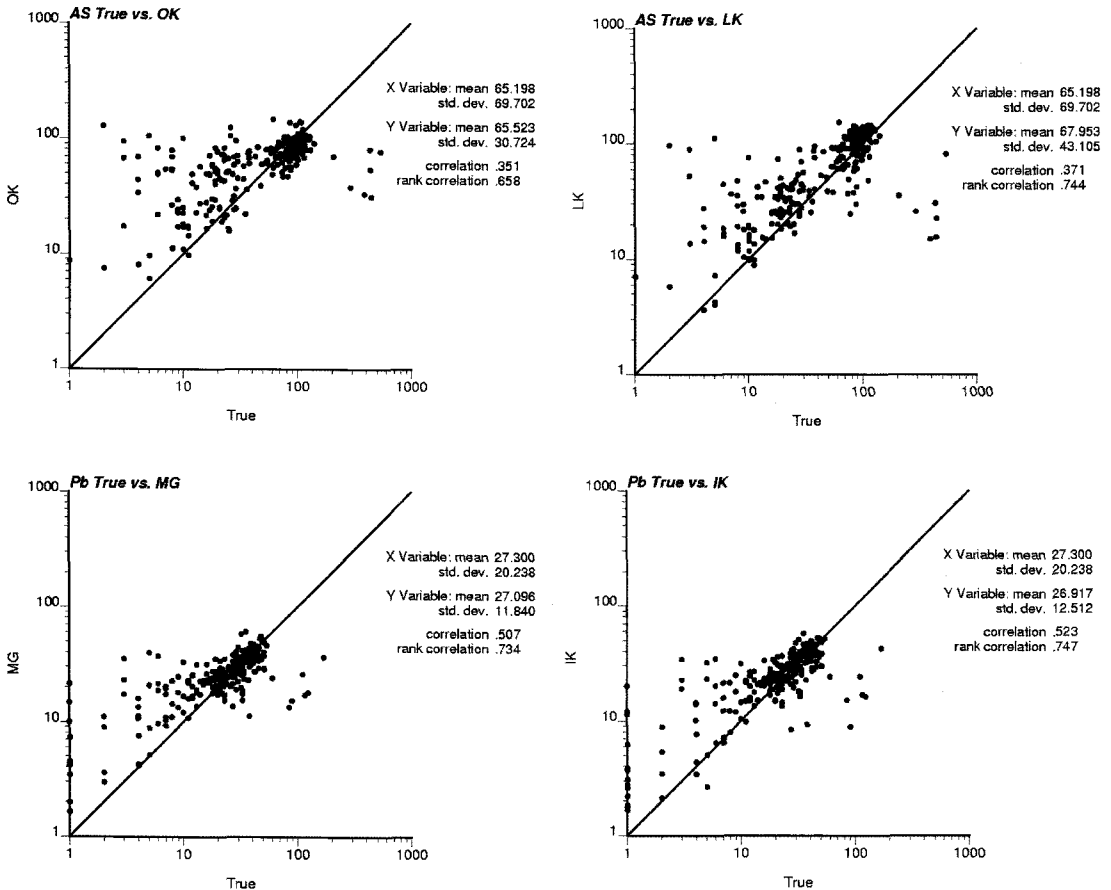 AS True vs. OK
1000
100
10
1
OK
X Variable: mean 65.198
std. dev. 69.702
Y Variable: mean 65.523
std. dev. 30.724
correlation .351
rank correlation .658
1 10 100 1000
True
AS True vs. LK
1000
100
10
1
LK
X Variable: mean 65.198
std. dev. 69.702
Y Variable: mean 67.953
std. dev. 43.105
correlation .371
rank correlation .744
1 10 100 1000
True
Pb True vs. MG
1000
100
10
1
MG
X Variable: mean 27.300
std. dev. 20.238
Y Variable: mean 27.096
std. dev. 11.840
correlation .507
rank correlation .734
1 10 100 1000
True
Pb True vs. IK
1000
100
10
1
IK
X Variable: mean 27.300
std. dev. 20.238
Y Variable: mean 26.917
std. dev. 12.512
correlation .523
rank correlation .747
1 10 100 1000
True